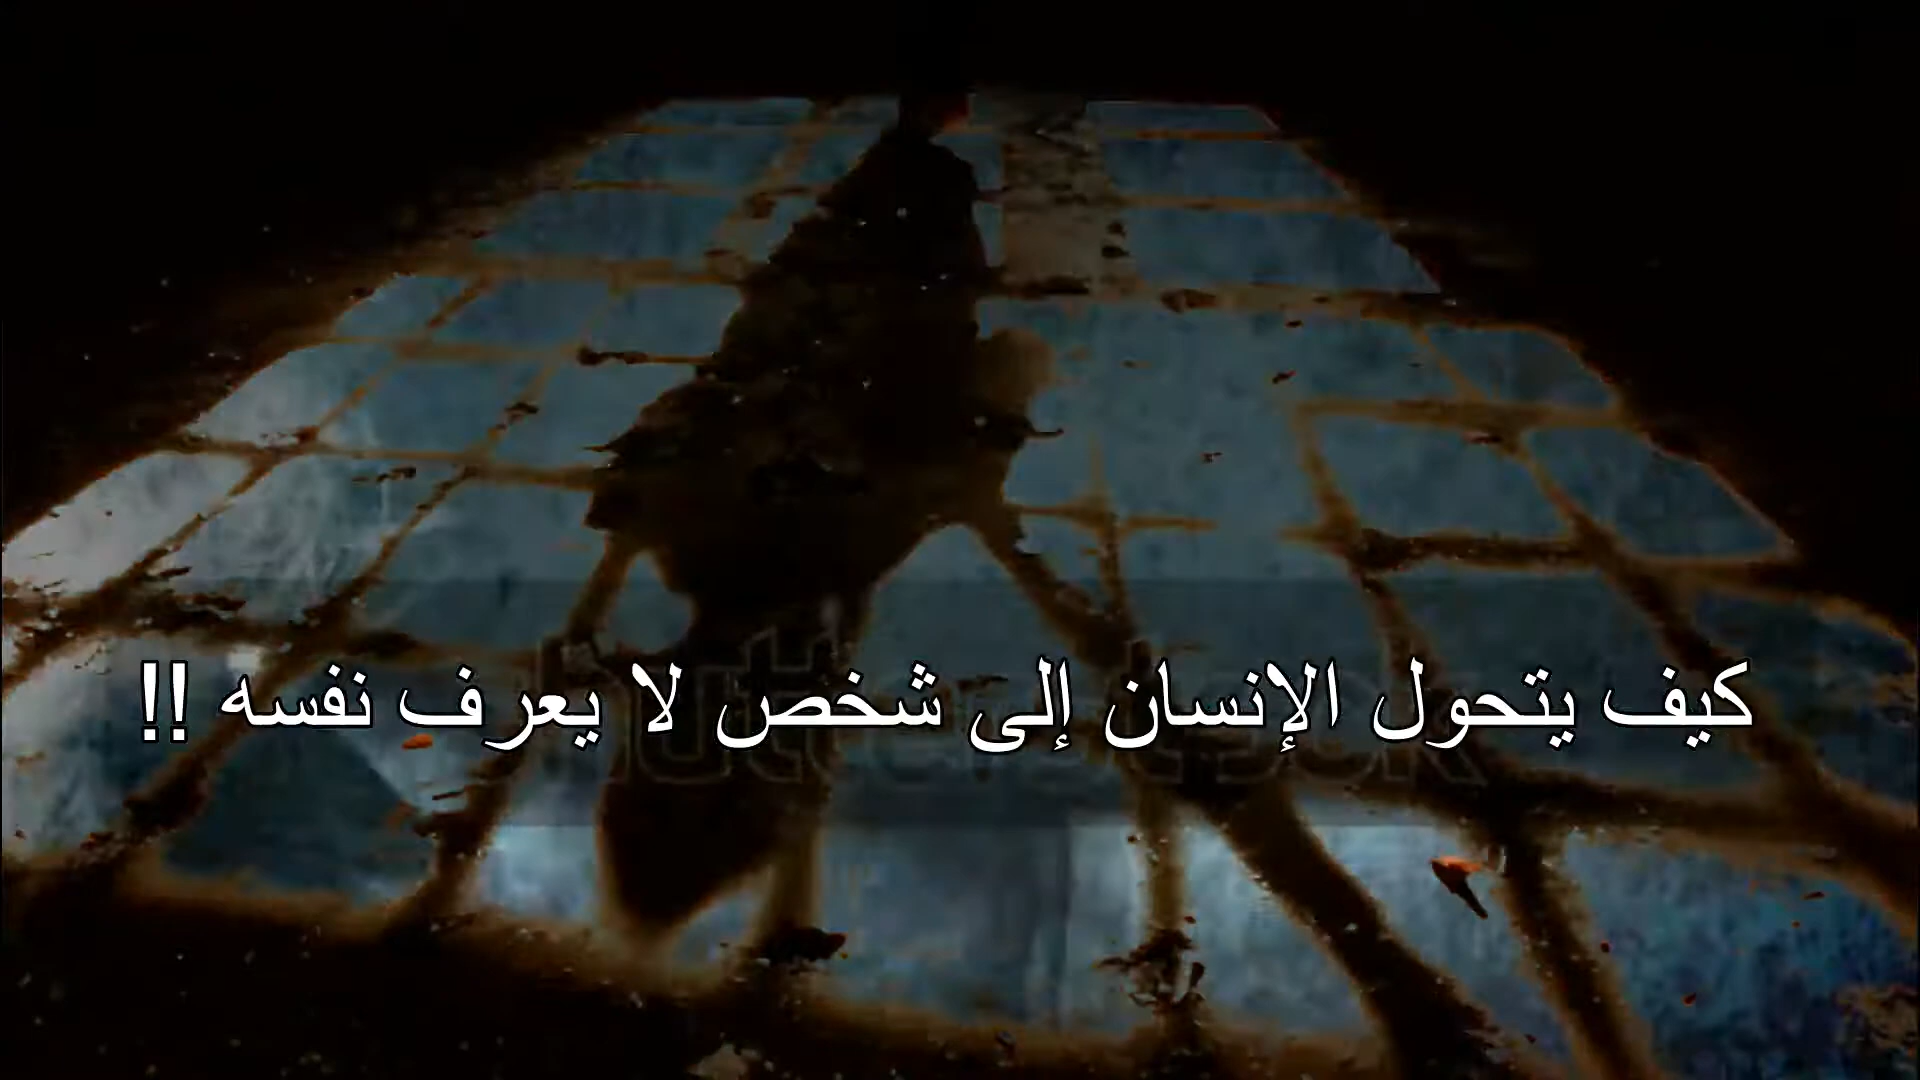 كيف يتحول الإنسان إلى شخص لا يعرف نفسه !!